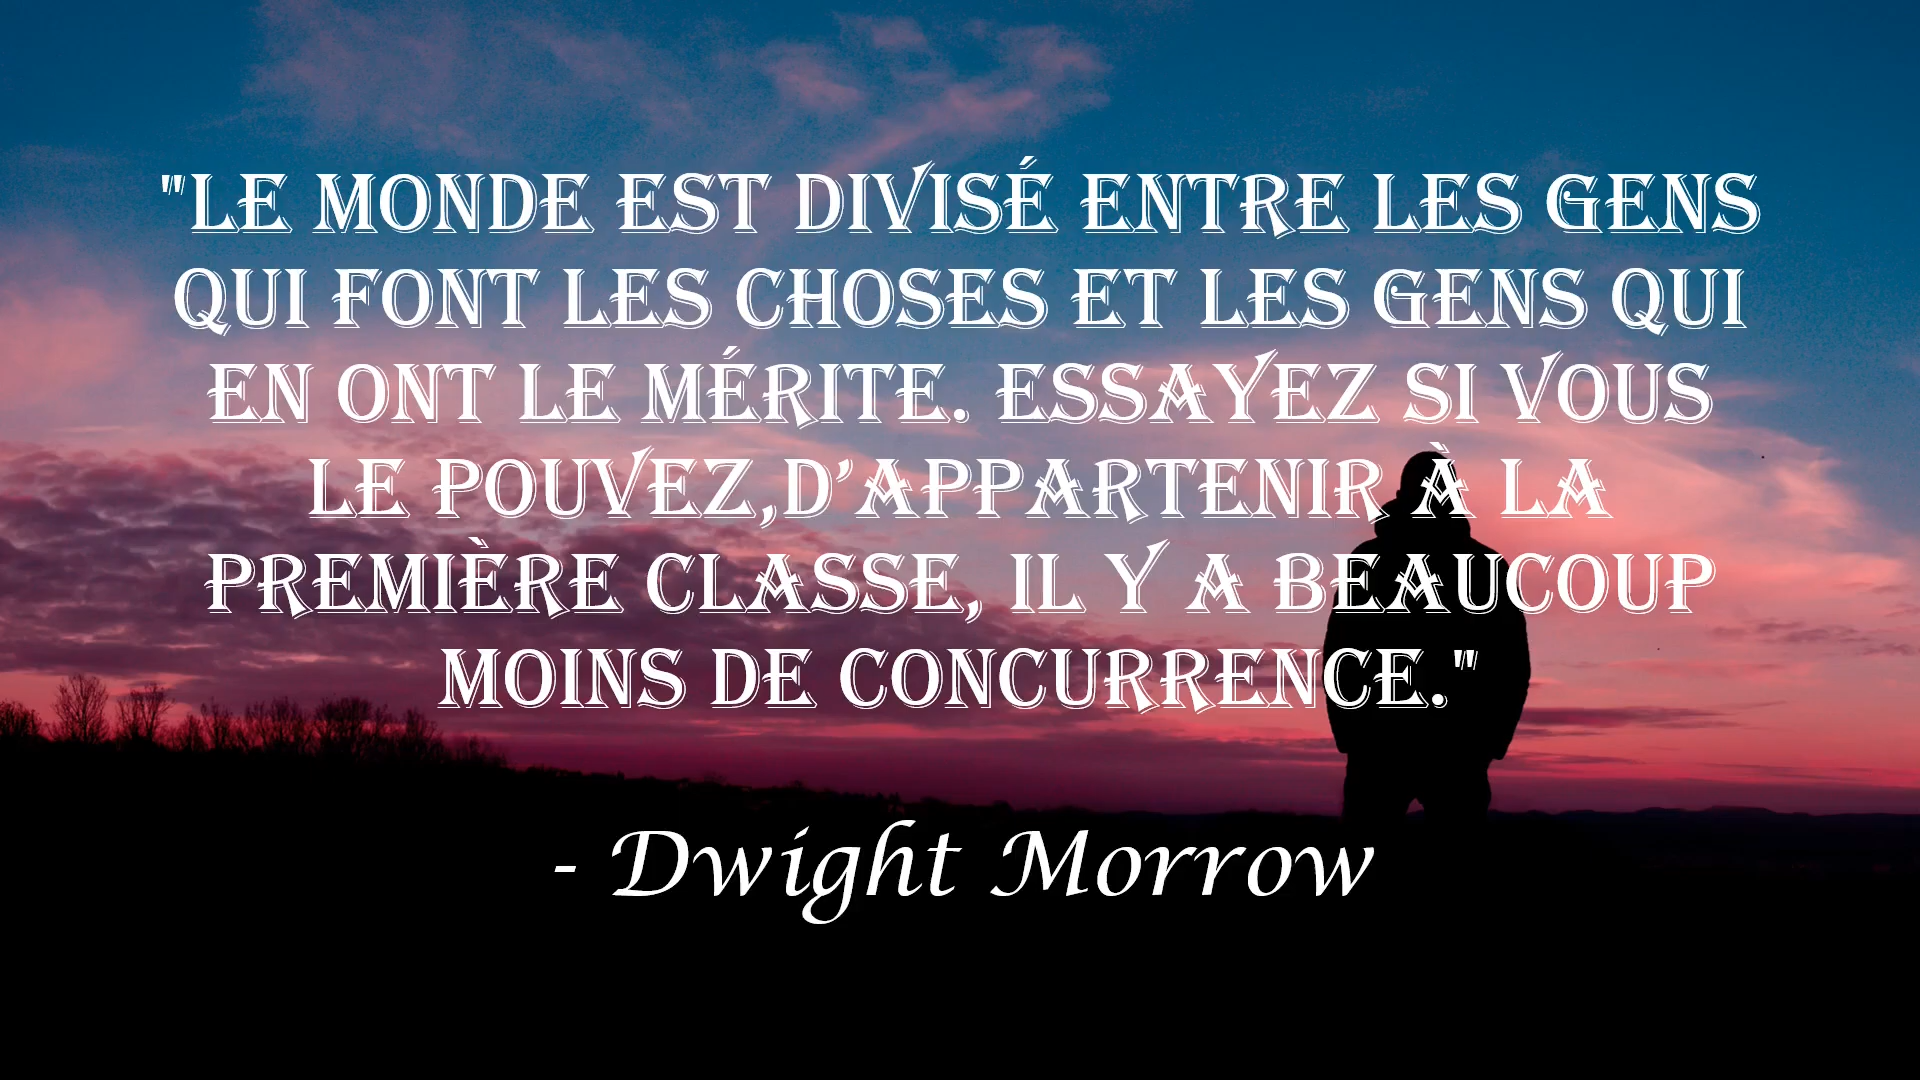 "LE MONDE EST DIVISÉ ENTRE LES GENS
QUI FONT LES CHOSES ET LES GENS QUI
EN ONT LE MÉRITE. ESSAYEZ SI VOUS
LE POUVEZ,D'APPARTENIR À LA
PREMIÈRE CLASSE, IL Y A BEAUCOUP
MOINS DE CONCURRENCE."
- Dwight Morrow